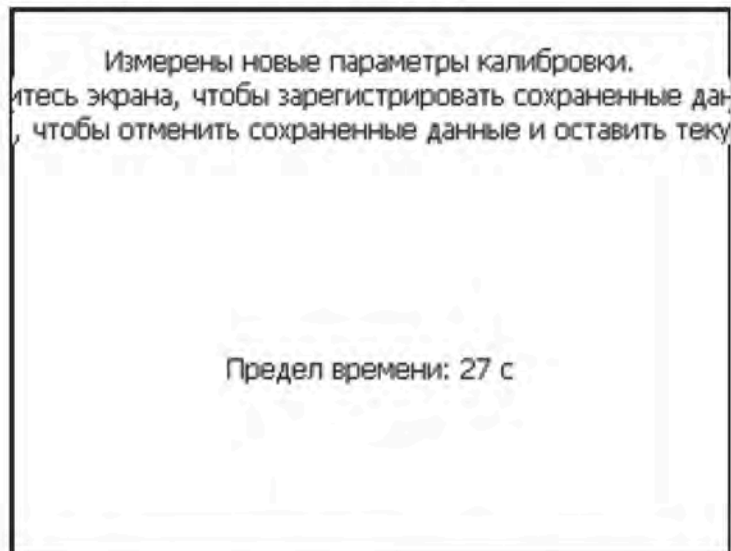 Измерены новые параметры калибровки.
итесь экрана, чтобы зарегистрировать сохраненные дан
, чтобы отменить сохраненные данные и оставить теку
Предел времени: 27 с